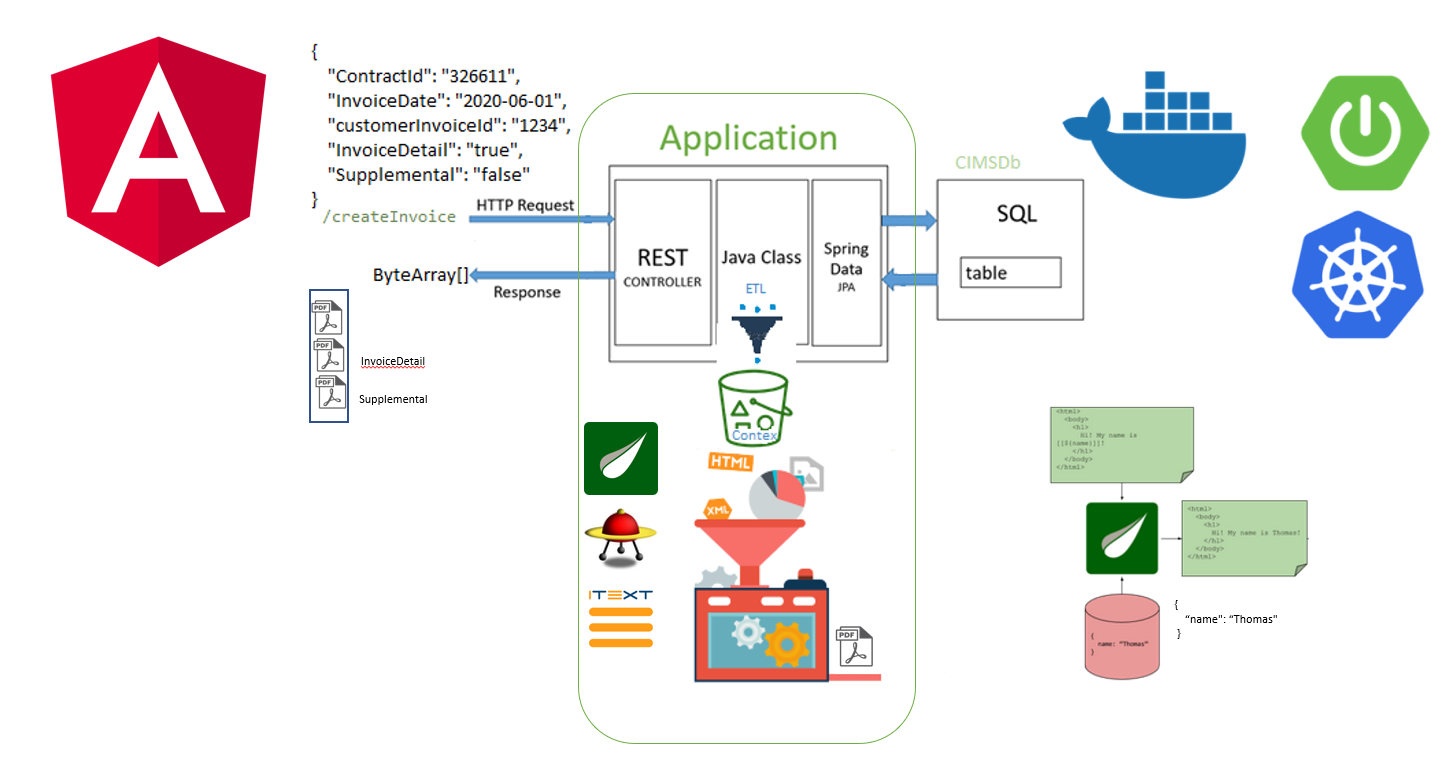 {
"ContractId": "326611",
"InvoiceDate": "2020-06-01",
"customerInvoiceId": "1234",
"InvoiceDetail": "true",
"Supplemental": "false"
}
/createInvoice
HTTP Request
ByteArray[]
Response
PDF
PDF
InvoiceDetail
PDF
Supplemental
Application
REST
CONTROLLER
Java Class
ETL
Spring
Data
JPA
CIMSDb
SQL
table
Contex
HTML
XML
ITEXT
PDF
<html>
<body>
<h1>
Hi! My name is
[[${name}]]!
</h1>
</body>
</html>
<html>
<body>
<h1>
Hi! My name is Thomas!
</h1>
</body>
</html>
{
name: "Thomas"
}
{
“name": “Thomas"
}